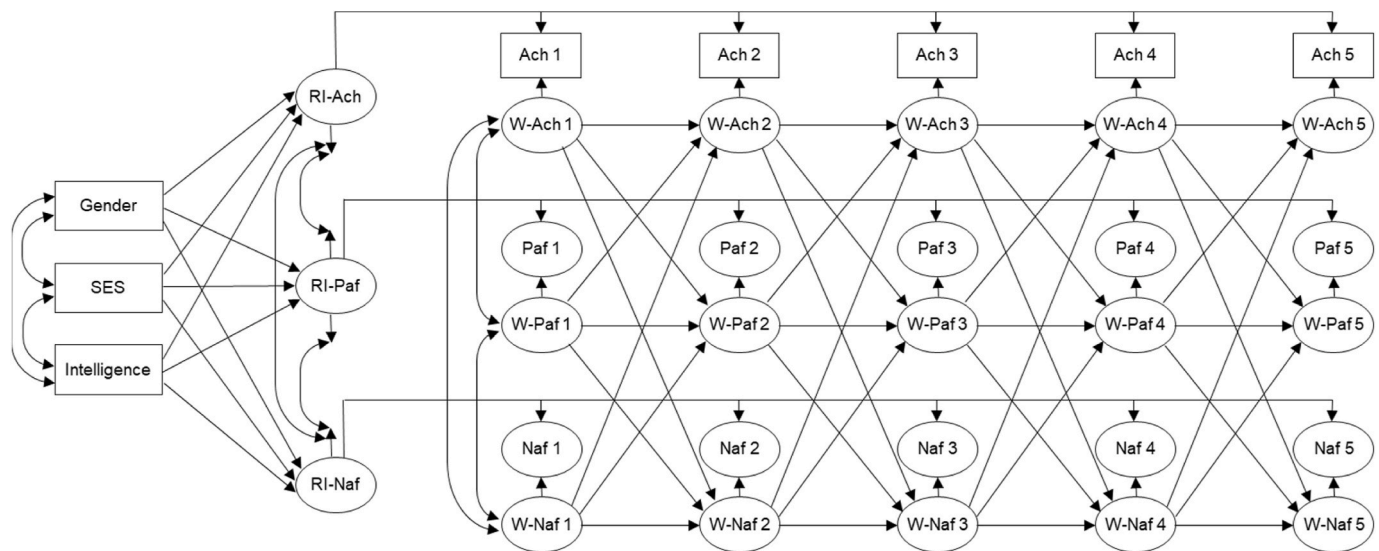 Ach 1
Ach 2
Ach 3
Ach 4
Ach 5
RI-Ach
W-Ach 1
W-Ach 2
W-Ach 3
W-Ach 4
W-Ach 5
Gender
SES
Intelligence
RI-Paf
Paf 1
Paf 2
Paf 3
Paf 4
Paf 5
W-Paf 1
W-Paf 2
W-Paf 3
W-Paf 4
W-Paf 5
Naf 1
Naf 2
Naf 3
Naf 4
Naf 5
RI-Naf
W-Naf 1
W-Naf 2
W-Naf 3
W-Naf 4
W-Naf 5